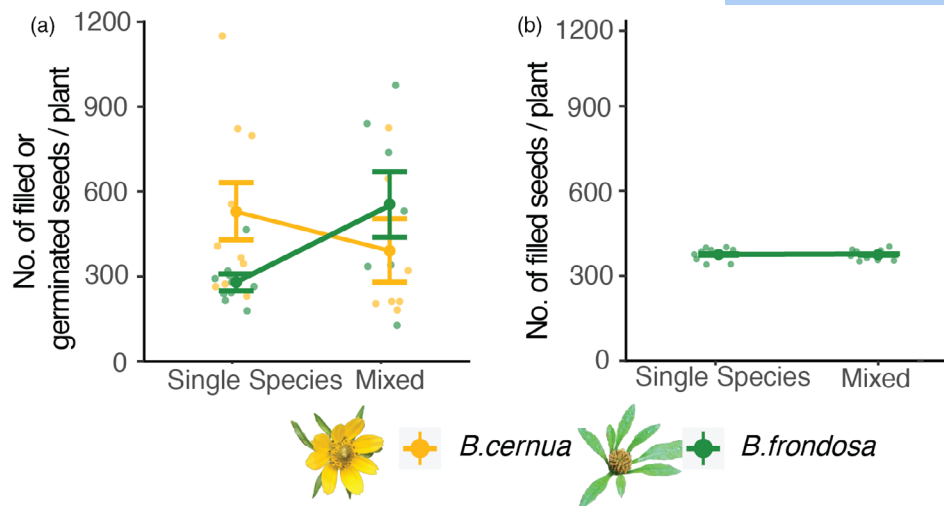 (a)
No. of filled or
germinated seeds / plant
1200
900
600
300
0
Single Species
Mixed
(b)
No. of filled seeds / plant
1200
900
600
300
0
Single Species
Mixed
B.cernua
B.frondosa